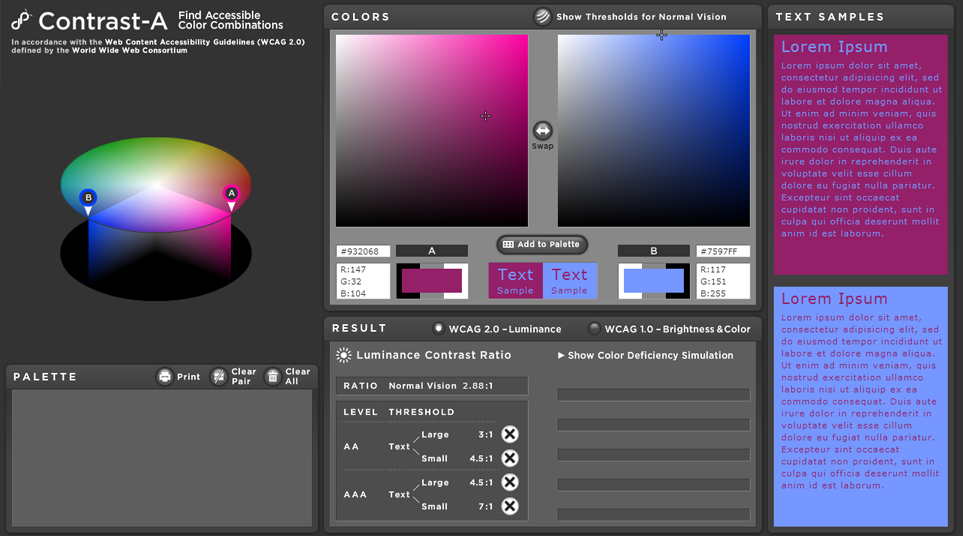 Contrast-A
Find Accessible
Color Combinations
In accordance with the Web Content Accessibility Guidelines (WCAG 2.0)
defined by the World Wide Web Consortium
B
A
PALETTE
Print
Clear
Pair
Clear
All
COLORS
Show Thresholds for Normal Vision
Swap
Add to Palette
#932068
A
B
#7597FF
R:147
G:32
B:104
Text
Sample
Text
Sample
R:117
G:151
B:255
RESULT
WCAG 2.0 - Luminance
WCAG 1.0 - Brightness & Color
Luminance Contrast Ratio
Show Color Deficiency Simulation
RATIO Normal Vision 2.88:1
LEVEL THRESHOLD
AA Text
Large 3:1
Small 4.5:1
AAA Text
Large 4.5:1
Small 7:1
TEXT SAMPLES
Lorem Ipsum
Lorem ipsum dolor sit amet,
consectetur adipisicing elit, sed
do eiusmod tempor incididunt ut
labore et dolore magna aliqua.
Ut enim ad minim veniam, quis
nostrud exercitation ullamco
laboris nisi ut aliquip ex ea
commodo consequat. Duis aute
irure dolor in reprehenderit in
voluptate velit esse cillum
dolore eu fugiat nulla pariatur.
Excepteur sint occaecat
cupidatat non proident, sunt in
culpa qui officia deserunt mollit
anim id est laborum.
Lorem Ipsum
Lorem ipsum dolor sit amet,
consectetur adipisicing elit, sed
do eiusmod tempor incididunt ut
labore et dolore magna aliqua.
Ut enim ad minim veniam, quis
nostrud exercitation ullamco
laboris nisi ut aliquip ex ea
commodo consequat. Duis aute
irure dolor in reprehenderit in
voluptate velit esse cillum
dolore eu fugiat nulla pariatur.
Excepteur sint occaecat
cupidatat non proident, sunt in
culpa qui officia deserunt mollit
anim id est laborum.